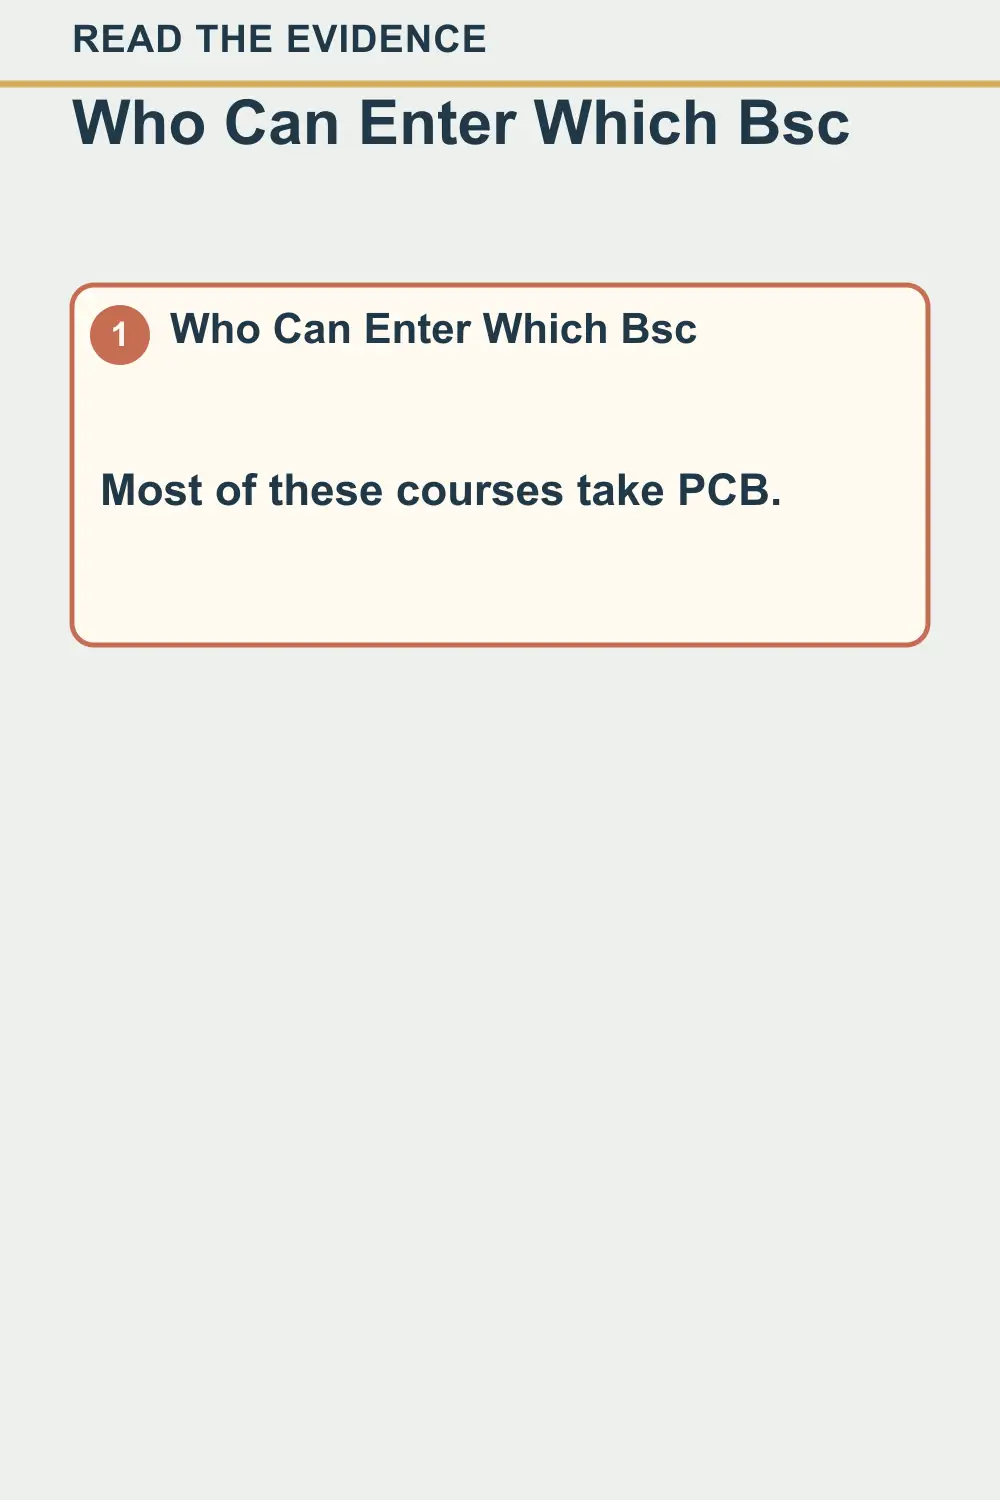 READ THE EVIDENCE
Who Can Enter Which Bsc
1 Who Can Enter Which Bsc
Most of these courses take PCB.